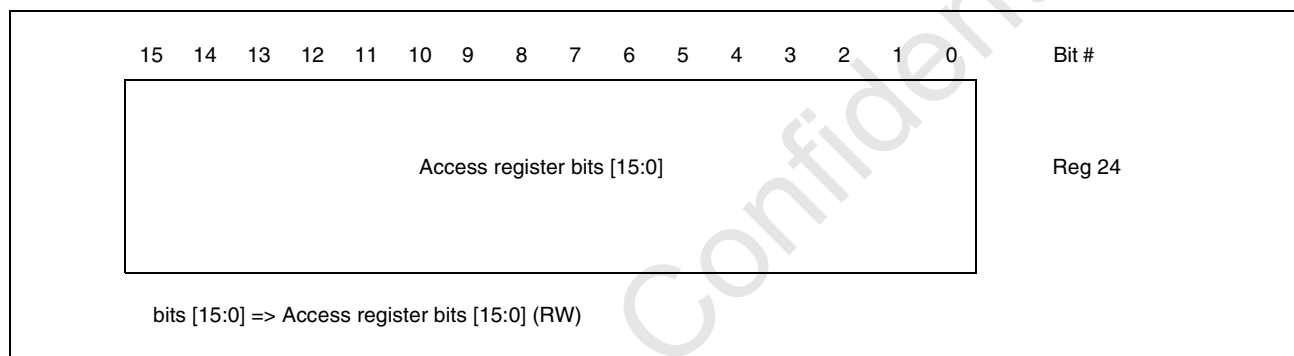 15 14 13 12 11 10 9 8 7 6 5 4 3 2 1 0 Bit #
Access register bits [15:0] Reg 24
bits [15:0] => Access register bits [15:0] (RW)